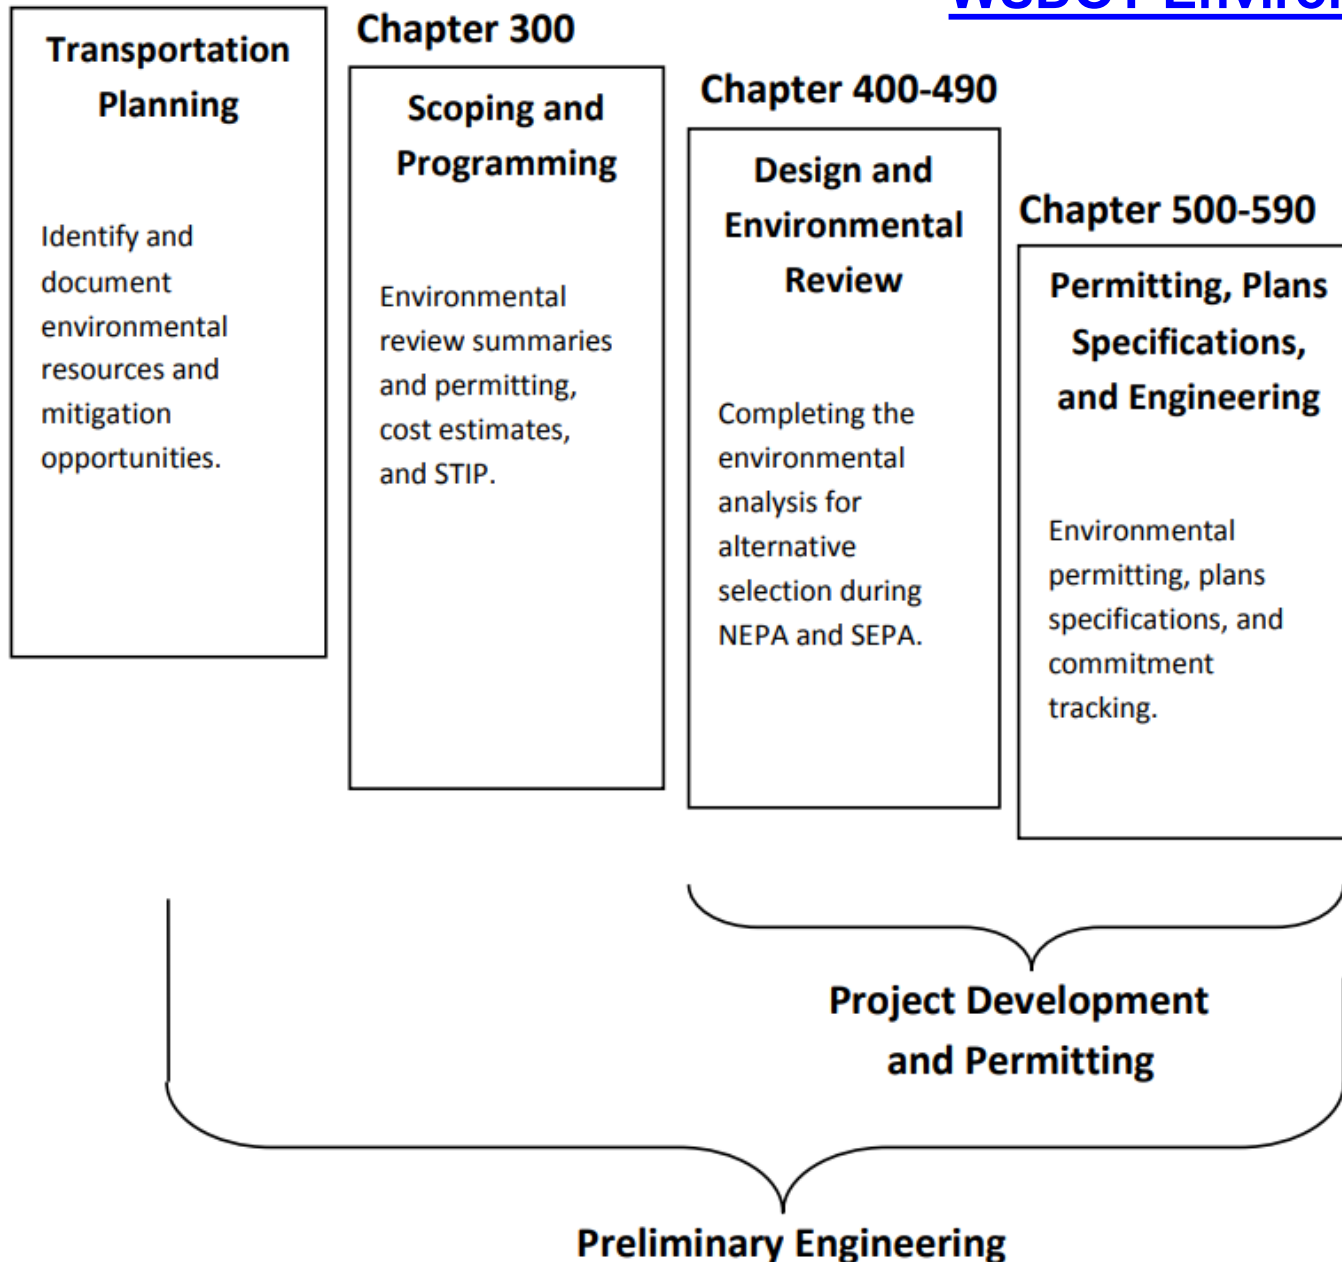 Transportation
Planning
Identify and
document
environmental
resources and
mitigation
opportunities.
Chapter 300
Scoping and
Programming
Environmental
review summaries
and permitting,
cost estimates,
and STIP.
Chapter 400-490
Design and
Environmental
Review
Completing the
environmental
analysis for
alternative
selection during
NEPA and SEPA.
Chapter 500-590
Permitting, Plans
Specifications,
and Engineering
Environmental
permitting, plans
specifications, and
commitment
tracking.
Project Development
and Permitting
Preliminary Engineering